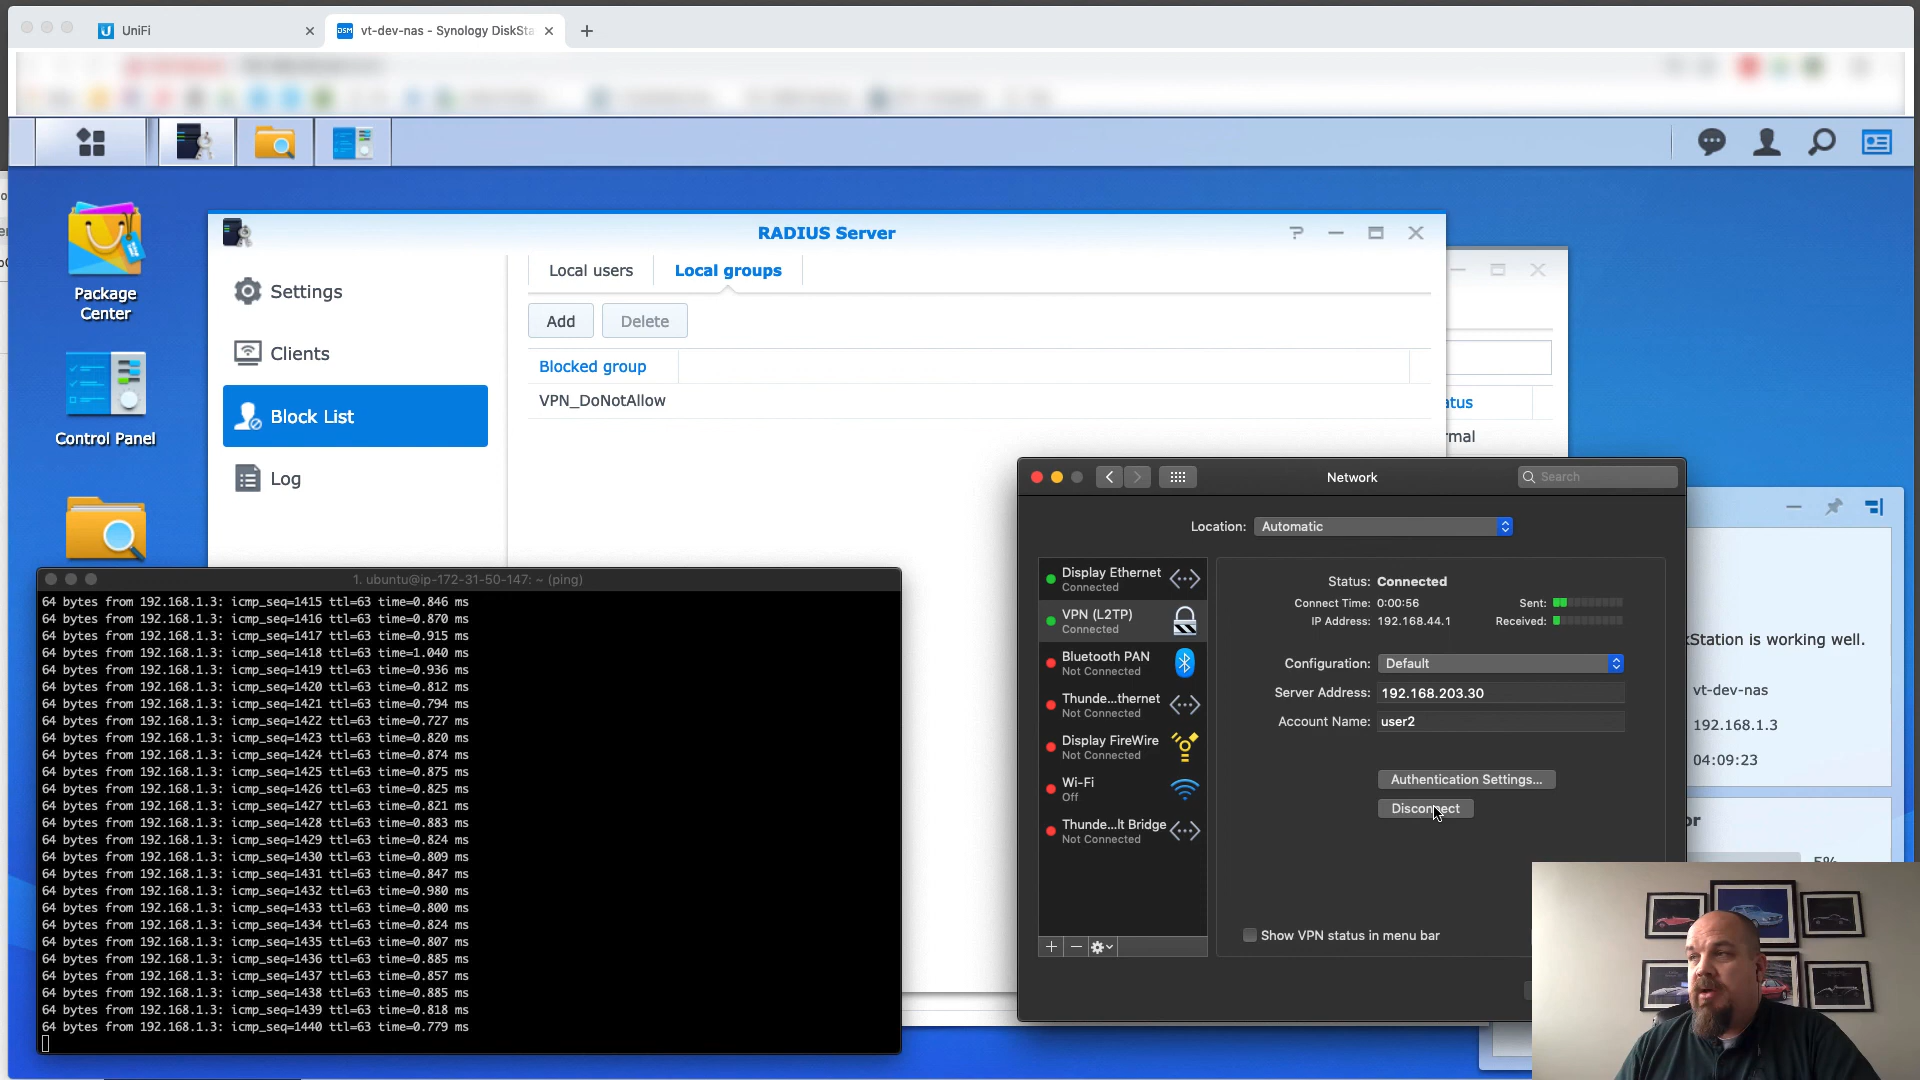 UniFi
vt-dev-nas - Synology DiskSta
RADIUS Server
Package
Center
Control Panel
Settings
Clients
Block List
Log
Local users
Local groups
Add
Delete
Blocked group
VPN_DoNotAllow
atus
rmal
1. ubuntu@ip-172-31-50-147: ~ (ping)
64 bytes from 192.168.1.3: icmp_seq=1415 ttl=63 time=0.846 ms
64 bytes from 192.168.1.3: icmp_seq=1416 ttl=63 time=0.870 ms
64 bytes from 192.168.1.3: icmp_seq=1417 ttl=63 time=0.915 ms
64 bytes from 192.168.1.3: icmp_seq=1418 ttl=63 time=1.040 ms
64 bytes from 192.168.1.3: icmp_seq=1419 ttl=63 time=0.936 ms
64 bytes from 192.168.1.3: icmp_seq=1420 ttl=63 time=0.812 ms
64 bytes from 192.168.1.3: icmp_seq=1421 ttl=63 time=0.794 ms
64 bytes from 192.168.1.3: icmp_seq=1422 ttl=63 time=0.727 ms
64 bytes from 192.168.1.3: icmp_seq=1423 ttl=63 time=0.820 ms
64 bytes from 192.168.1.3: icmp_seq=1424 ttl=63 time=0.874 ms
64 bytes from 192.168.1.3: icmp_seq=1425 ttl=63 time=0.875 ms
64 bytes from 192.168.1.3: icmp_seq=1426 ttl=63 time=0.825 ms
64 bytes from 192.168.1.3: icmp_seq=1427 ttl=63 time=0.821 ms
64 bytes from 192.168.1.3: icmp_seq=1428 ttl=63 time=0.883 ms
64 bytes from 192.168.1.3: icmp_seq=1429 ttl=63 time=0.824 ms
64 bytes from 192.168.1.3: icmp_seq=1430 ttl=63 time=0.809 ms
64 bytes from 192.168.1.3: icmp_seq=1431 ttl=63 time=0.847 ms
64 bytes from 192.168.1.3: icmp_seq=1432 ttl=63 time=0.980 ms
64 bytes from 192.168.1.3: icmp_seq=1433 ttl=63 time=0.800 ms
64 bytes from 192.168.1.3: icmp_seq=1434 ttl=63 time=0.824 ms
64 bytes from 192.168.1.3: icmp_seq=1435 ttl=63 time=0.807 ms
64 bytes from 192.168.1.3: icmp_seq=1436 ttl=63 time=0.885 ms
64 bytes from 192.168.1.3: icmp_seq=1437 ttl=63 time=0.857 ms
64 bytes from 192.168.1.3: icmp_seq=1438 ttl=63 time=0.885 ms
64 bytes from 192.168.1.3: icmp_seq=1439 ttl=63 time=0.818 ms
64 bytes from 192.168.1.3: icmp_seq=1440 ttl=63 time=0.779 ms
Network
Search
Location: Automatic
Display Ethernet
Connected
VPN (L2TP)
Connected
Bluetooth PAN
Not Connected
Thunde...thernet
Not Connected
Display FireWire
Not Connected
Wi-Fi
Off
Thunde...lt Bridge
Not Connected
Status: Connected
Connect Time: 0:00:56 Sent:
IP Address: 192.168.44.1 Received:
Configuration: Default
Server Address: 192.168.203.30
Account Name: user2
Authentication Settings...
Disconnect
Show VPN status in menu bar
kStation is working well.
vt-dev-nas
192.168.1.3
04:09:23
or
5%